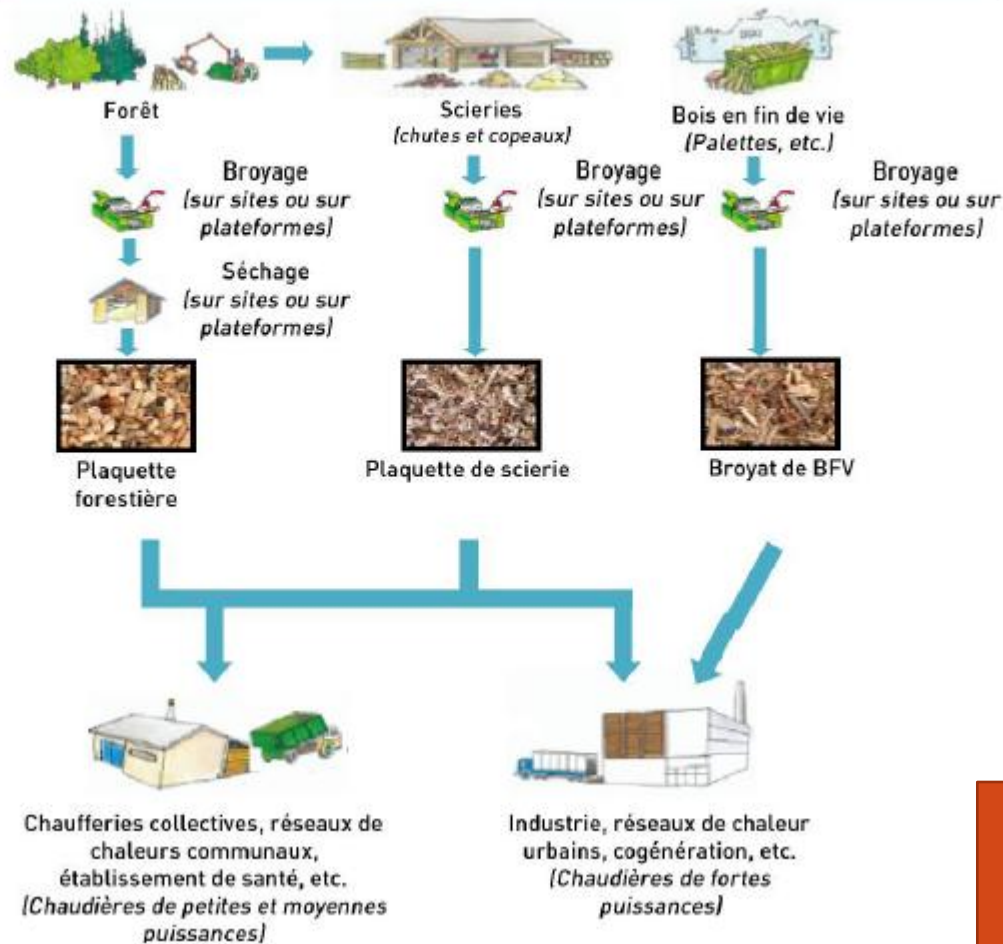 Forêt
Scieries
(chutes et copeaux)
Bois en fin de vie
(Palettes, etc.)
Broyage
(sur sites ou sur
plateformes)
Broyage
(sur sites ou sur
plateformes)
Broyage
(sur sites ou sur
plateformes)
Séchage
(sur sites ou sur
plateformes)
Plaquette
forestière
Plaquette de scierie
Broyat de BFV
Chaufferies collectives, réseaux de
chaleurs communaux,
établissement de santé, etc.
(Chaudières de petites et moyennes
puissances)
Industrie, réseaux de chaleur
urbains, cogénération, etc.
(Chaudières de fortes
puissances)